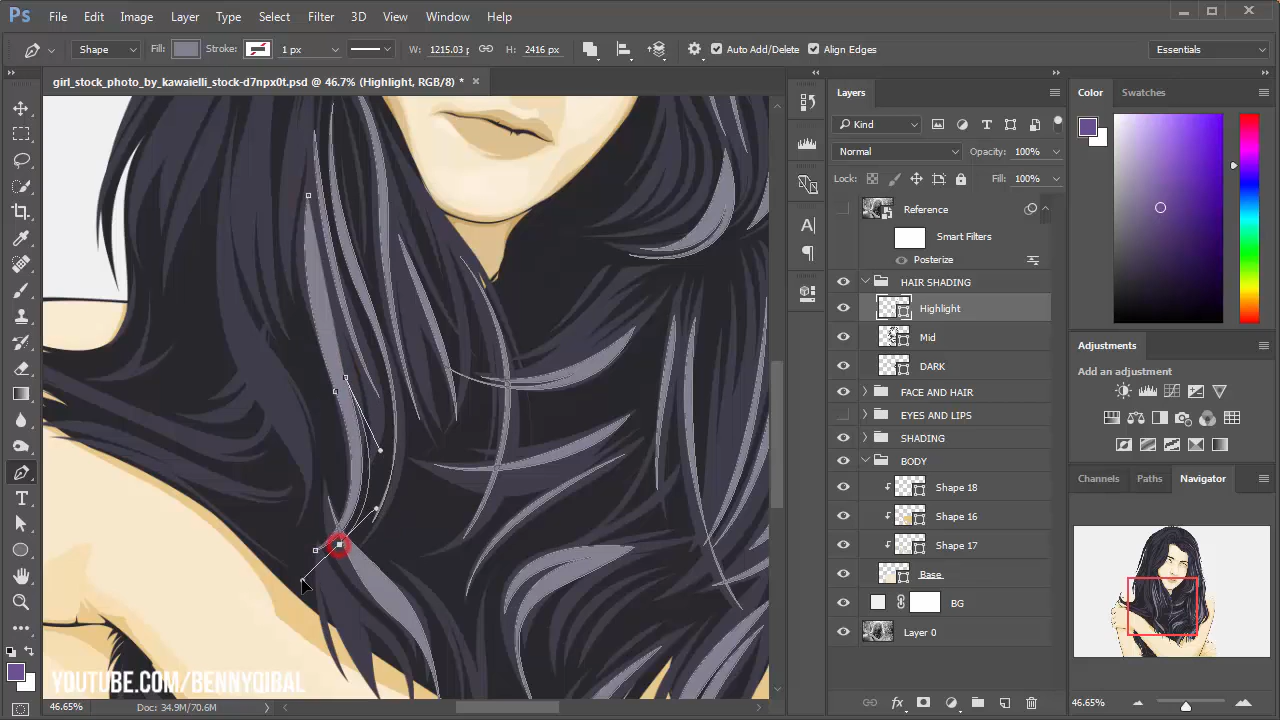 Ps File Edit Image Layer Type Select Filter 3D View Window Help
Shape Fill: Stroke: 1 px W: 1215.03 p H: 2416 px Auto Add/Delete Align Edges Essentials
girl_stock_photo_by_kawaielli_stock-d7npx0t.psd @ 46.7% (Highlight, RGB/8) *
Layers
Color Swatches
Kind
Normal Opacity: 100%
Lock: Fill: 100%
Reference
Smart Filters
Posterize
HAIR SHADING
Highlight
Mid
DARK
FACE AND HAIR
EYES AND LIPS
SHADING
BODY
Shape 18
Shape 16
Shape 17
Base
BG
Layer 0
Adjustments
Add an adjustment
Channels Paths Navigator
46.65%
YOUTUBE.COM/BENNYQIBAL
46.65% Doc: 34.9M/70.6M